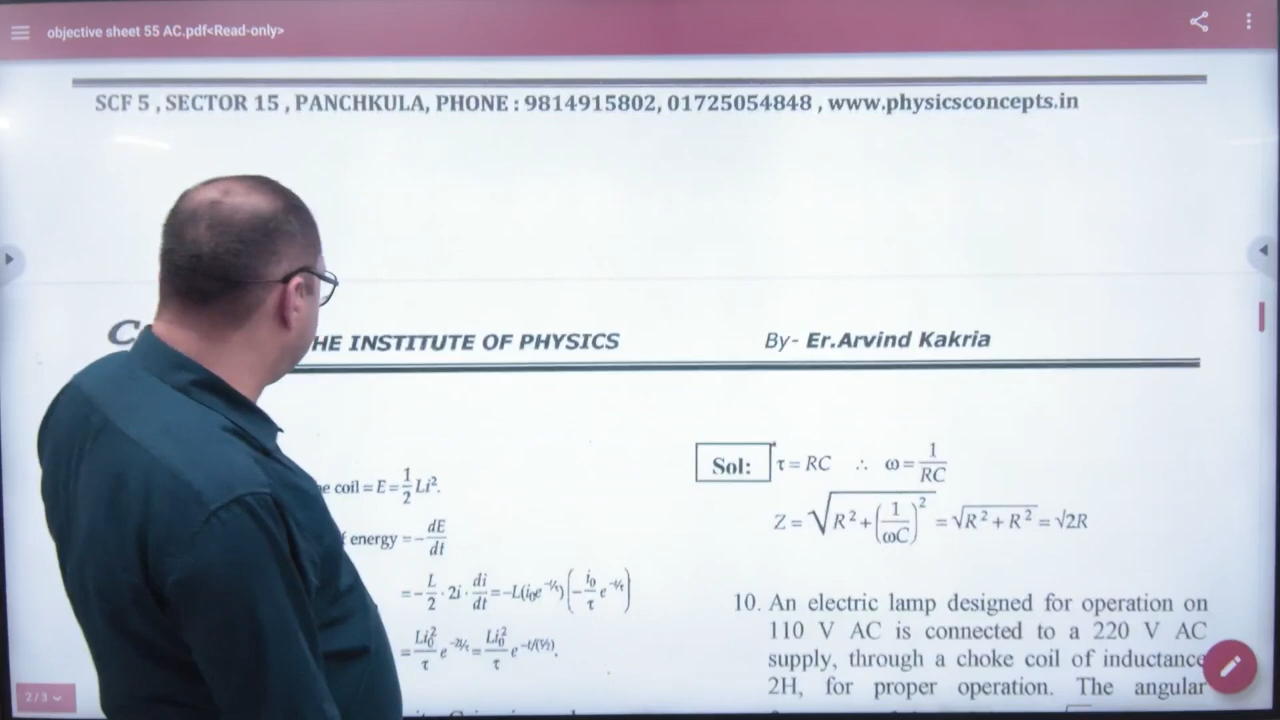 objective sheet 55 AC.pdf<Read-only>
SCF 5 , SECTOR 15 , PANCHKULA, PHONE : 9814915802, 01725054848 , www.physicsconcepts.in
HE INSTITUTE OF PHYSICS By- Er.Arvind Kakria
e coil = E = 1/2 Li².
energy = - dE/dt
= - L/2 · 2i · di/dt = -L(i₀e^(-t/τ)) (- i₀/τ e^(-t/τ))
= Li₀²/τ e^(-2t/τ) = Li₀²/τ e^(-t/(τ/2)).
Sol: τ = RC ∴ ω = 1/RC
Z = √(R² + (1/ωC)²) = √(R² + R²) = √2R
10. An electric lamp designed for operation on
110 V AC is connected to a 220 V AC
supply, through a choke coil of inductance
2H, for proper operation. The angular
2/3